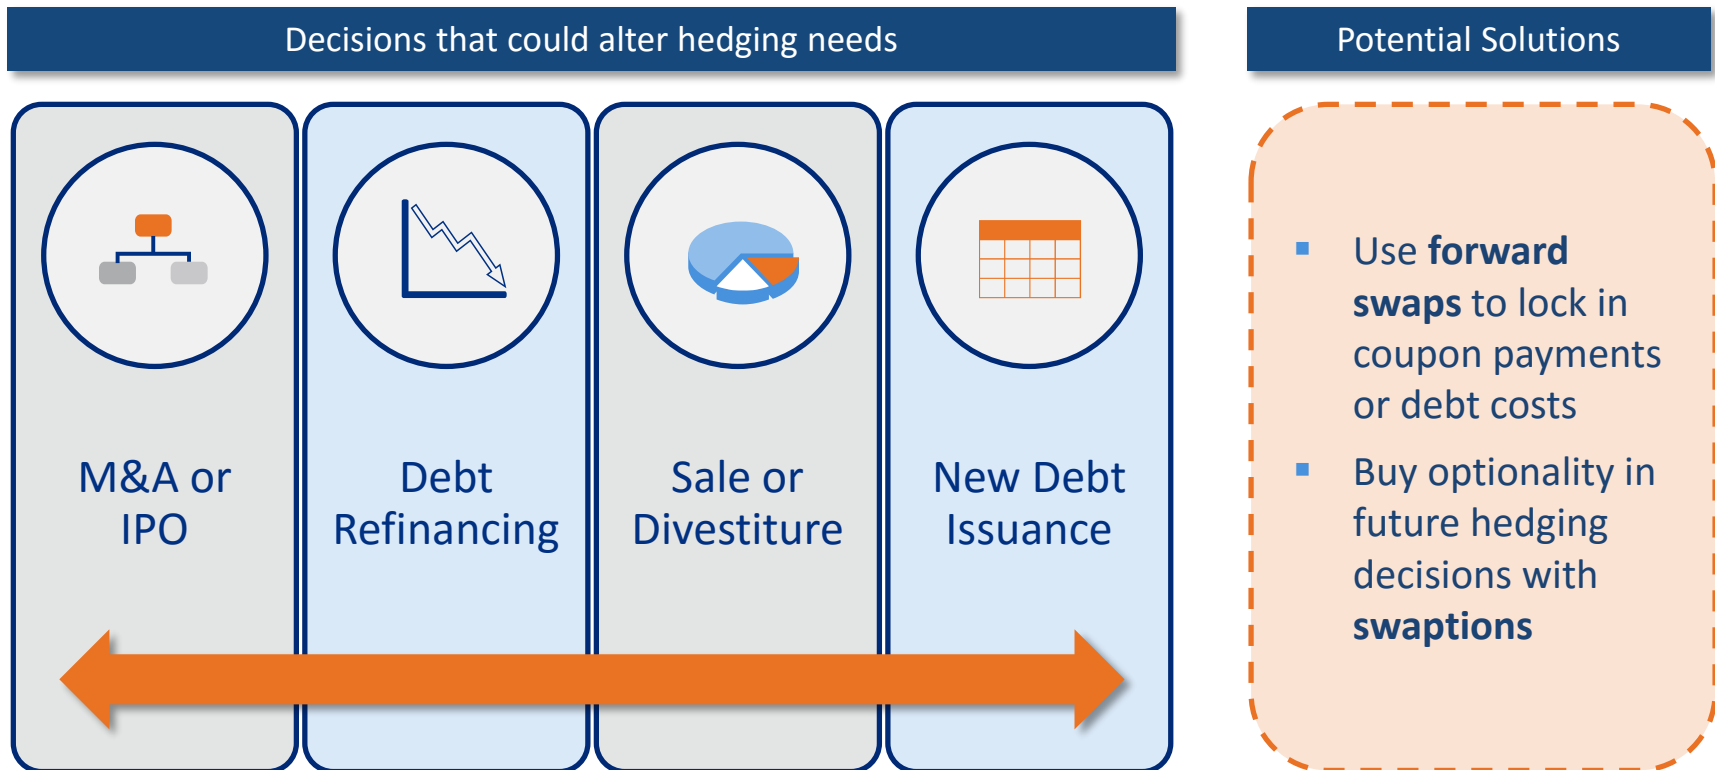 Decisions that could alter hedging needs
Potential Solutions
M&A or
IPO
Debt
Refinancing
Sale or
Divestiture
New Debt
Issuance
▪ Use forward
swaps to lock in
coupon payments
or debt costs
▪ Buy optionality in
future hedging
decisions with
swaptions